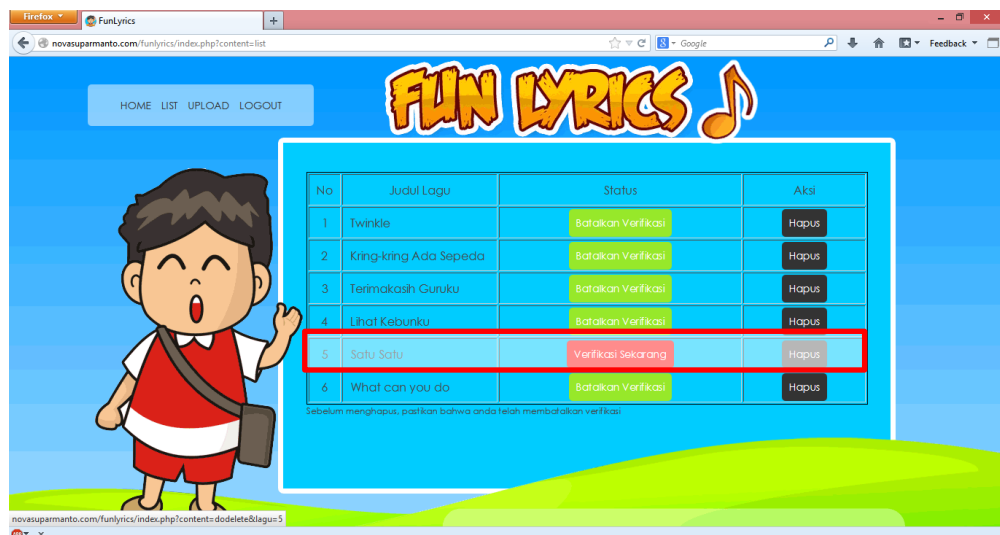 Firefox
FunLyrics
novasuparmanto.com/funlyrics/index.php?content=list
Google
Feedback
HOME LIST UPLOAD LOGOUT
FUN LYRICS
No Judul Lagu Status Aksi
1 Twinkle Batalkan Verifikasi Hapus
2 Kring-kring Ada Sepeda Batalkan Verifikasi Hapus
3 Terimakasih Guruku Batalkan Verifikasi Hapus
4 Lihat Kebunku Batalkan Verifikasi Hapus
5 Satu Satu Verifikasi Sekarang Hapus
6 What can you do Batalkan Verifikasi Hapus
Sebelum menghapus, pastikan bahwa anda telah membatalkan verifikasi
novasuparmanto.com/funlyrics/index.php?content=dodelete&lagu=5